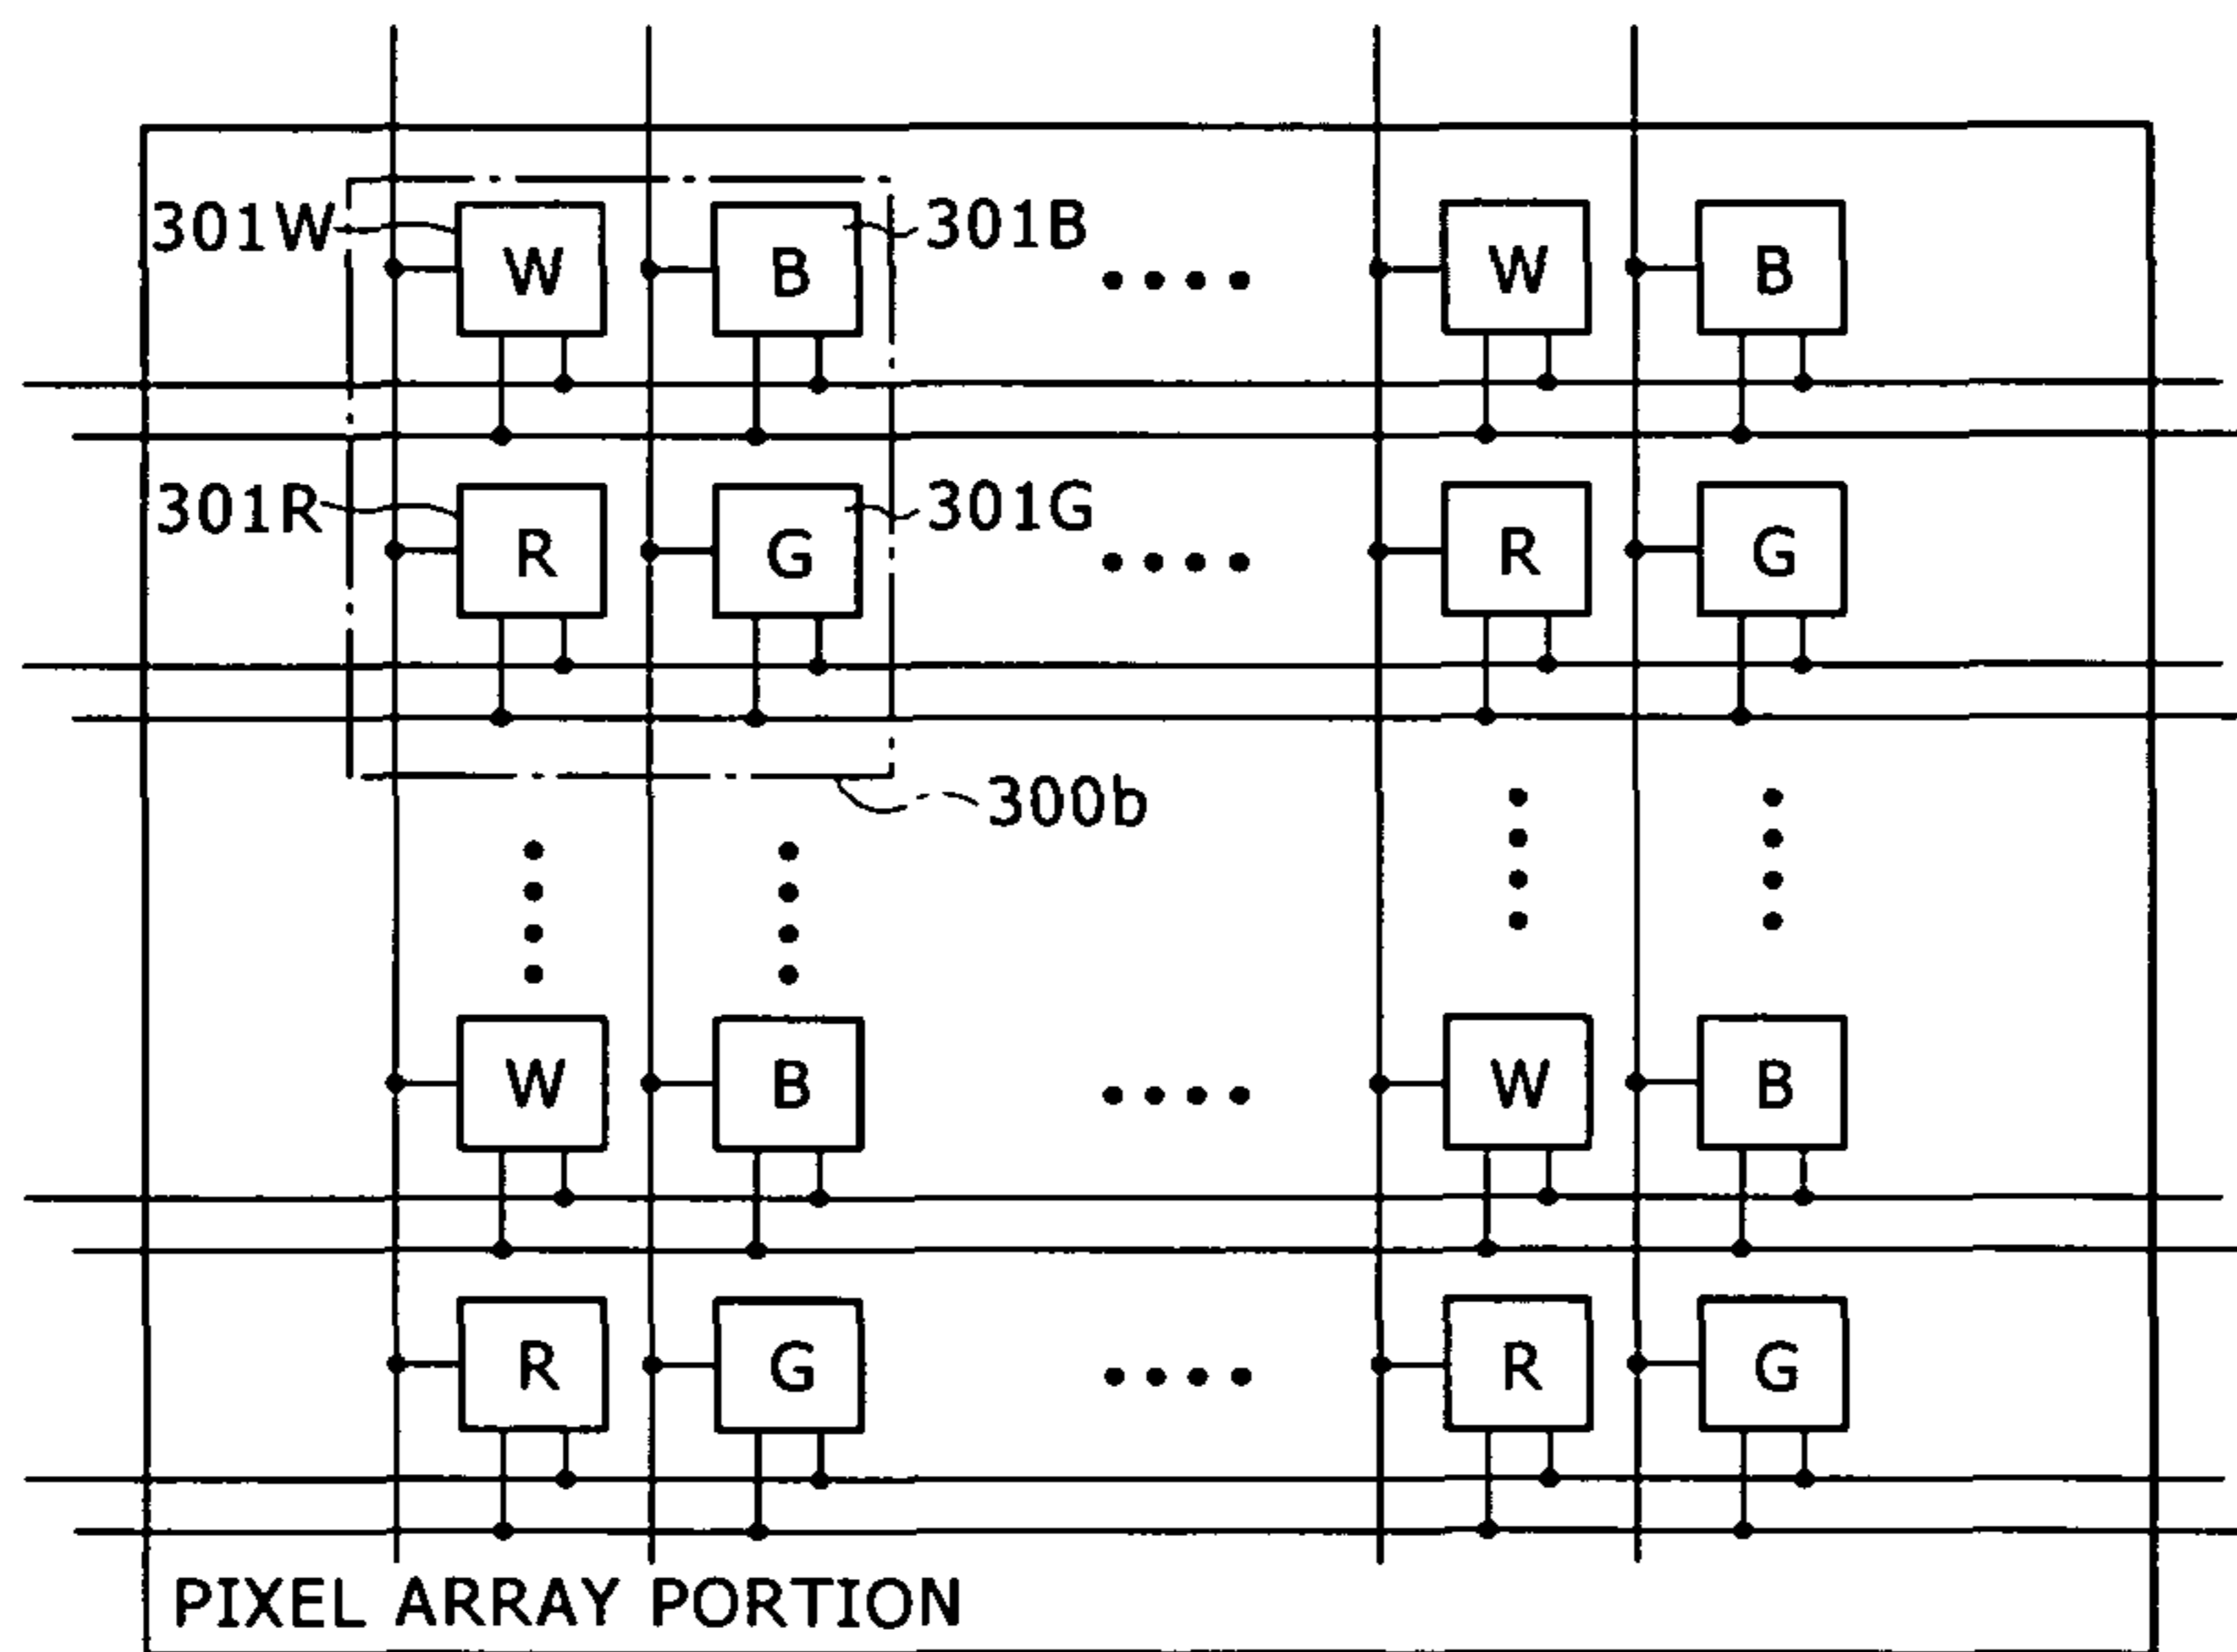 301W W B 301B W B
301R R G 301G R G
300b
W B W B
R G R G
PIXEL ARRAY PORTION